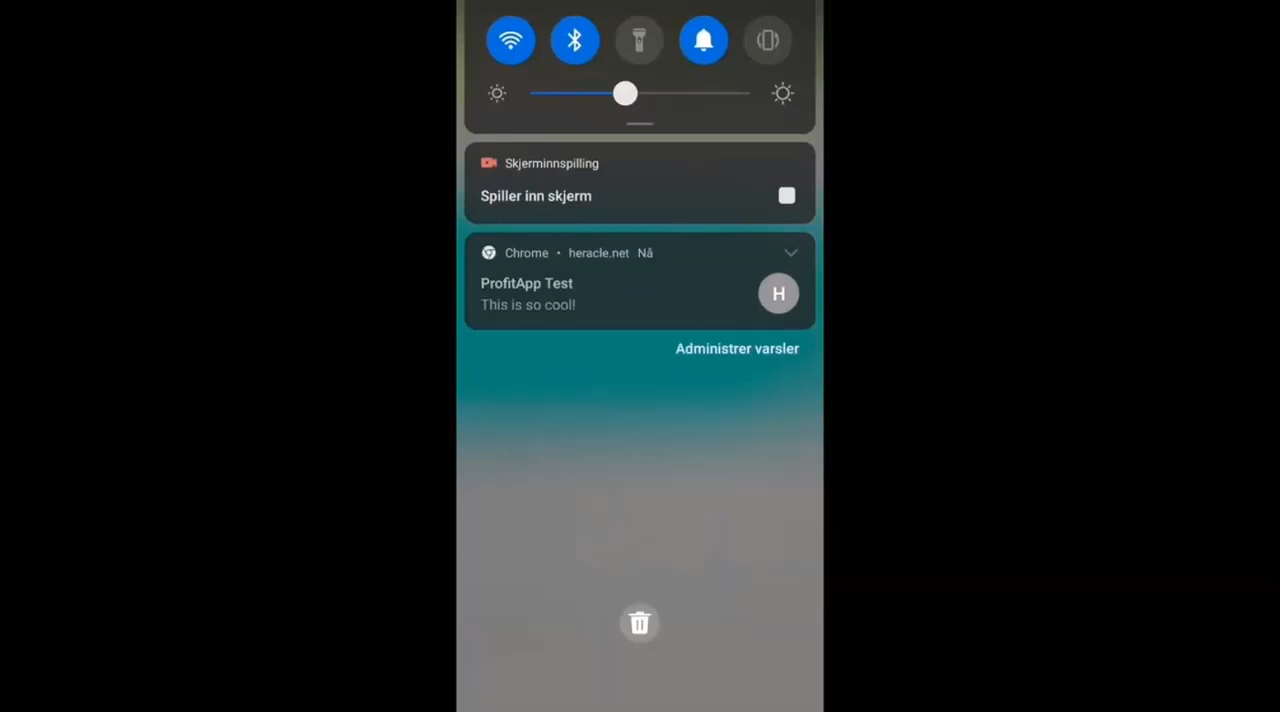 Skjerminnspilling
Spiller inn skjerm
Chrome • heracle.net Nå
ProfitApp Test
This is so cool!
H
Administrer varsler